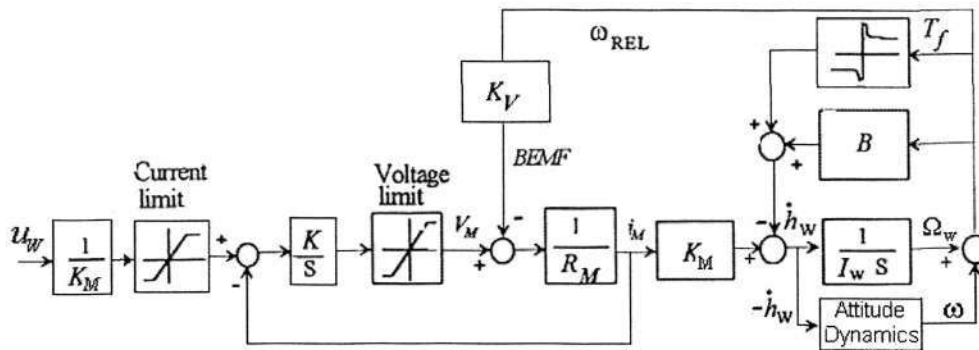 ω_REL
T_f
K_V
BEMF
B
Current
limit
Voltage
limit
u_W
1/K_M
+
-
K/S
V_M
+
-
1/R_M
i_M
K_M
+
-
+
+
ḣ_w
1/(I_w S)
Ω_w
+
+
-ḣ_w
Attitude
Dynamics
ω